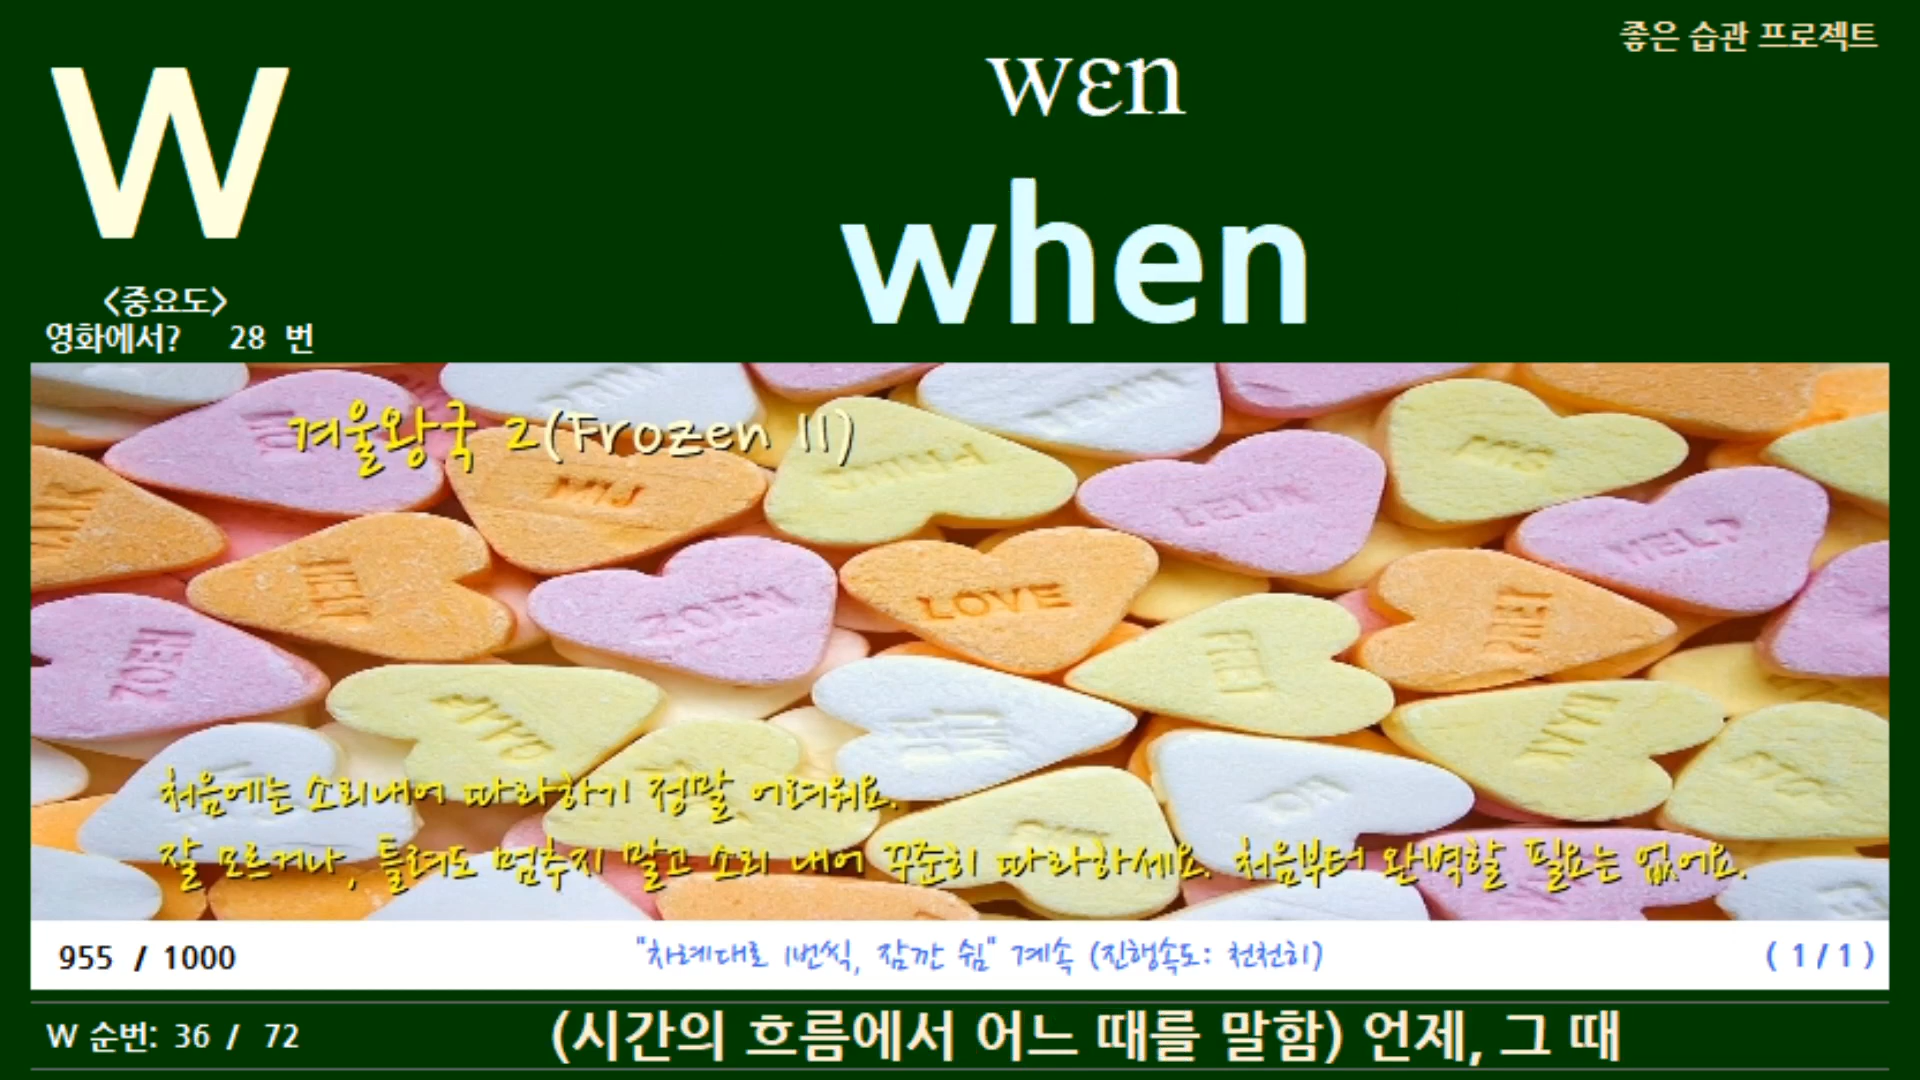 좋은 습관 프로젝트
W
wɛn
when
<중요도>
영화에서? 28 번
겨울왕국 2(Frozen II)
MIJ
LEUK
HELP
HELP
ZOEN
LOVE
ZOEN
처음에는 소리내어 따라하기 정말 어려워요.
잘 모르거나, 틀려도 멈추지 말고 소리 내어 꾸준히 따라하세요. 처음부터 완벽할 필요는 없어요.
955 / 1000
"차례대로 1번씩, 잠깐 쉼" 계속 (진행속도: 천천히)
( 1 / 1 )
W 순번: 36 / 72
(시간의 흐름에서 어느 때를 말함) 언제, 그 때